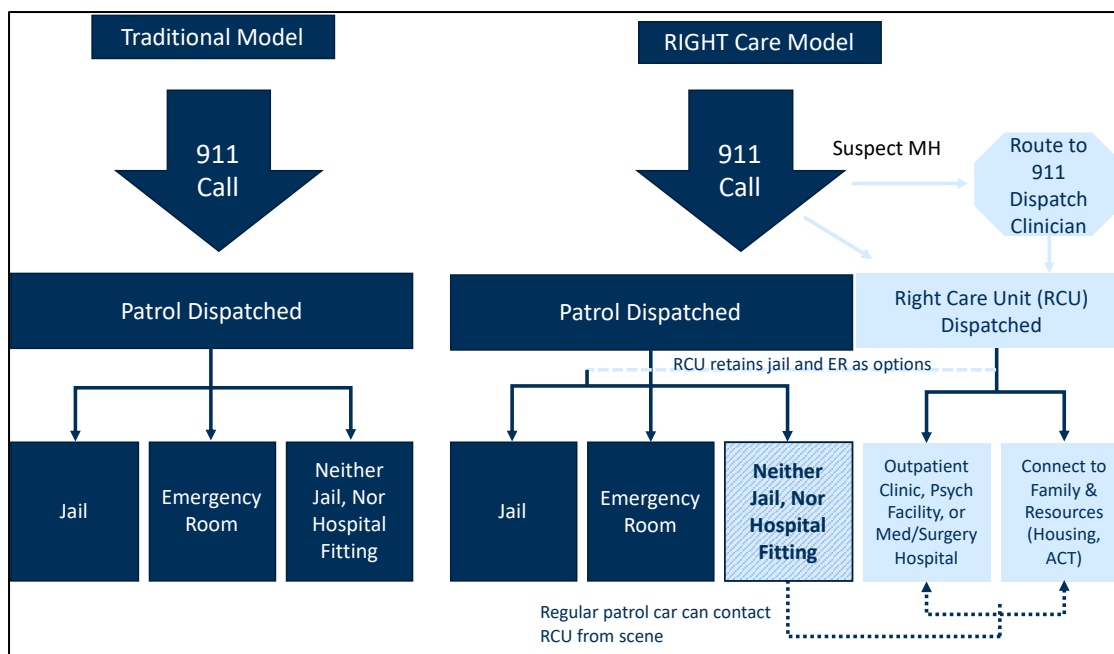 Traditional Model
911
Call
Patrol Dispatched
Jail
Emergency
Room
Neither
Jail, Nor
Hospital
Fitting
RIGHT Care Model
911
Call
Suspect MH
Route to
911
Dispatch
Clinician
Patrol Dispatched
Right Care Unit (RCU)
Dispatched
RCU retains jail and ER as options
Jail
Emergency
Room
Neither
Jail, Nor
Hospital
Fitting
Outpatient
Clinic, Psych
Facility, or
Med/Surgery
Hospital
Connect to
Family &
Resources
(Housing,
ACT)
Regular patrol car can contact
RCU from scene